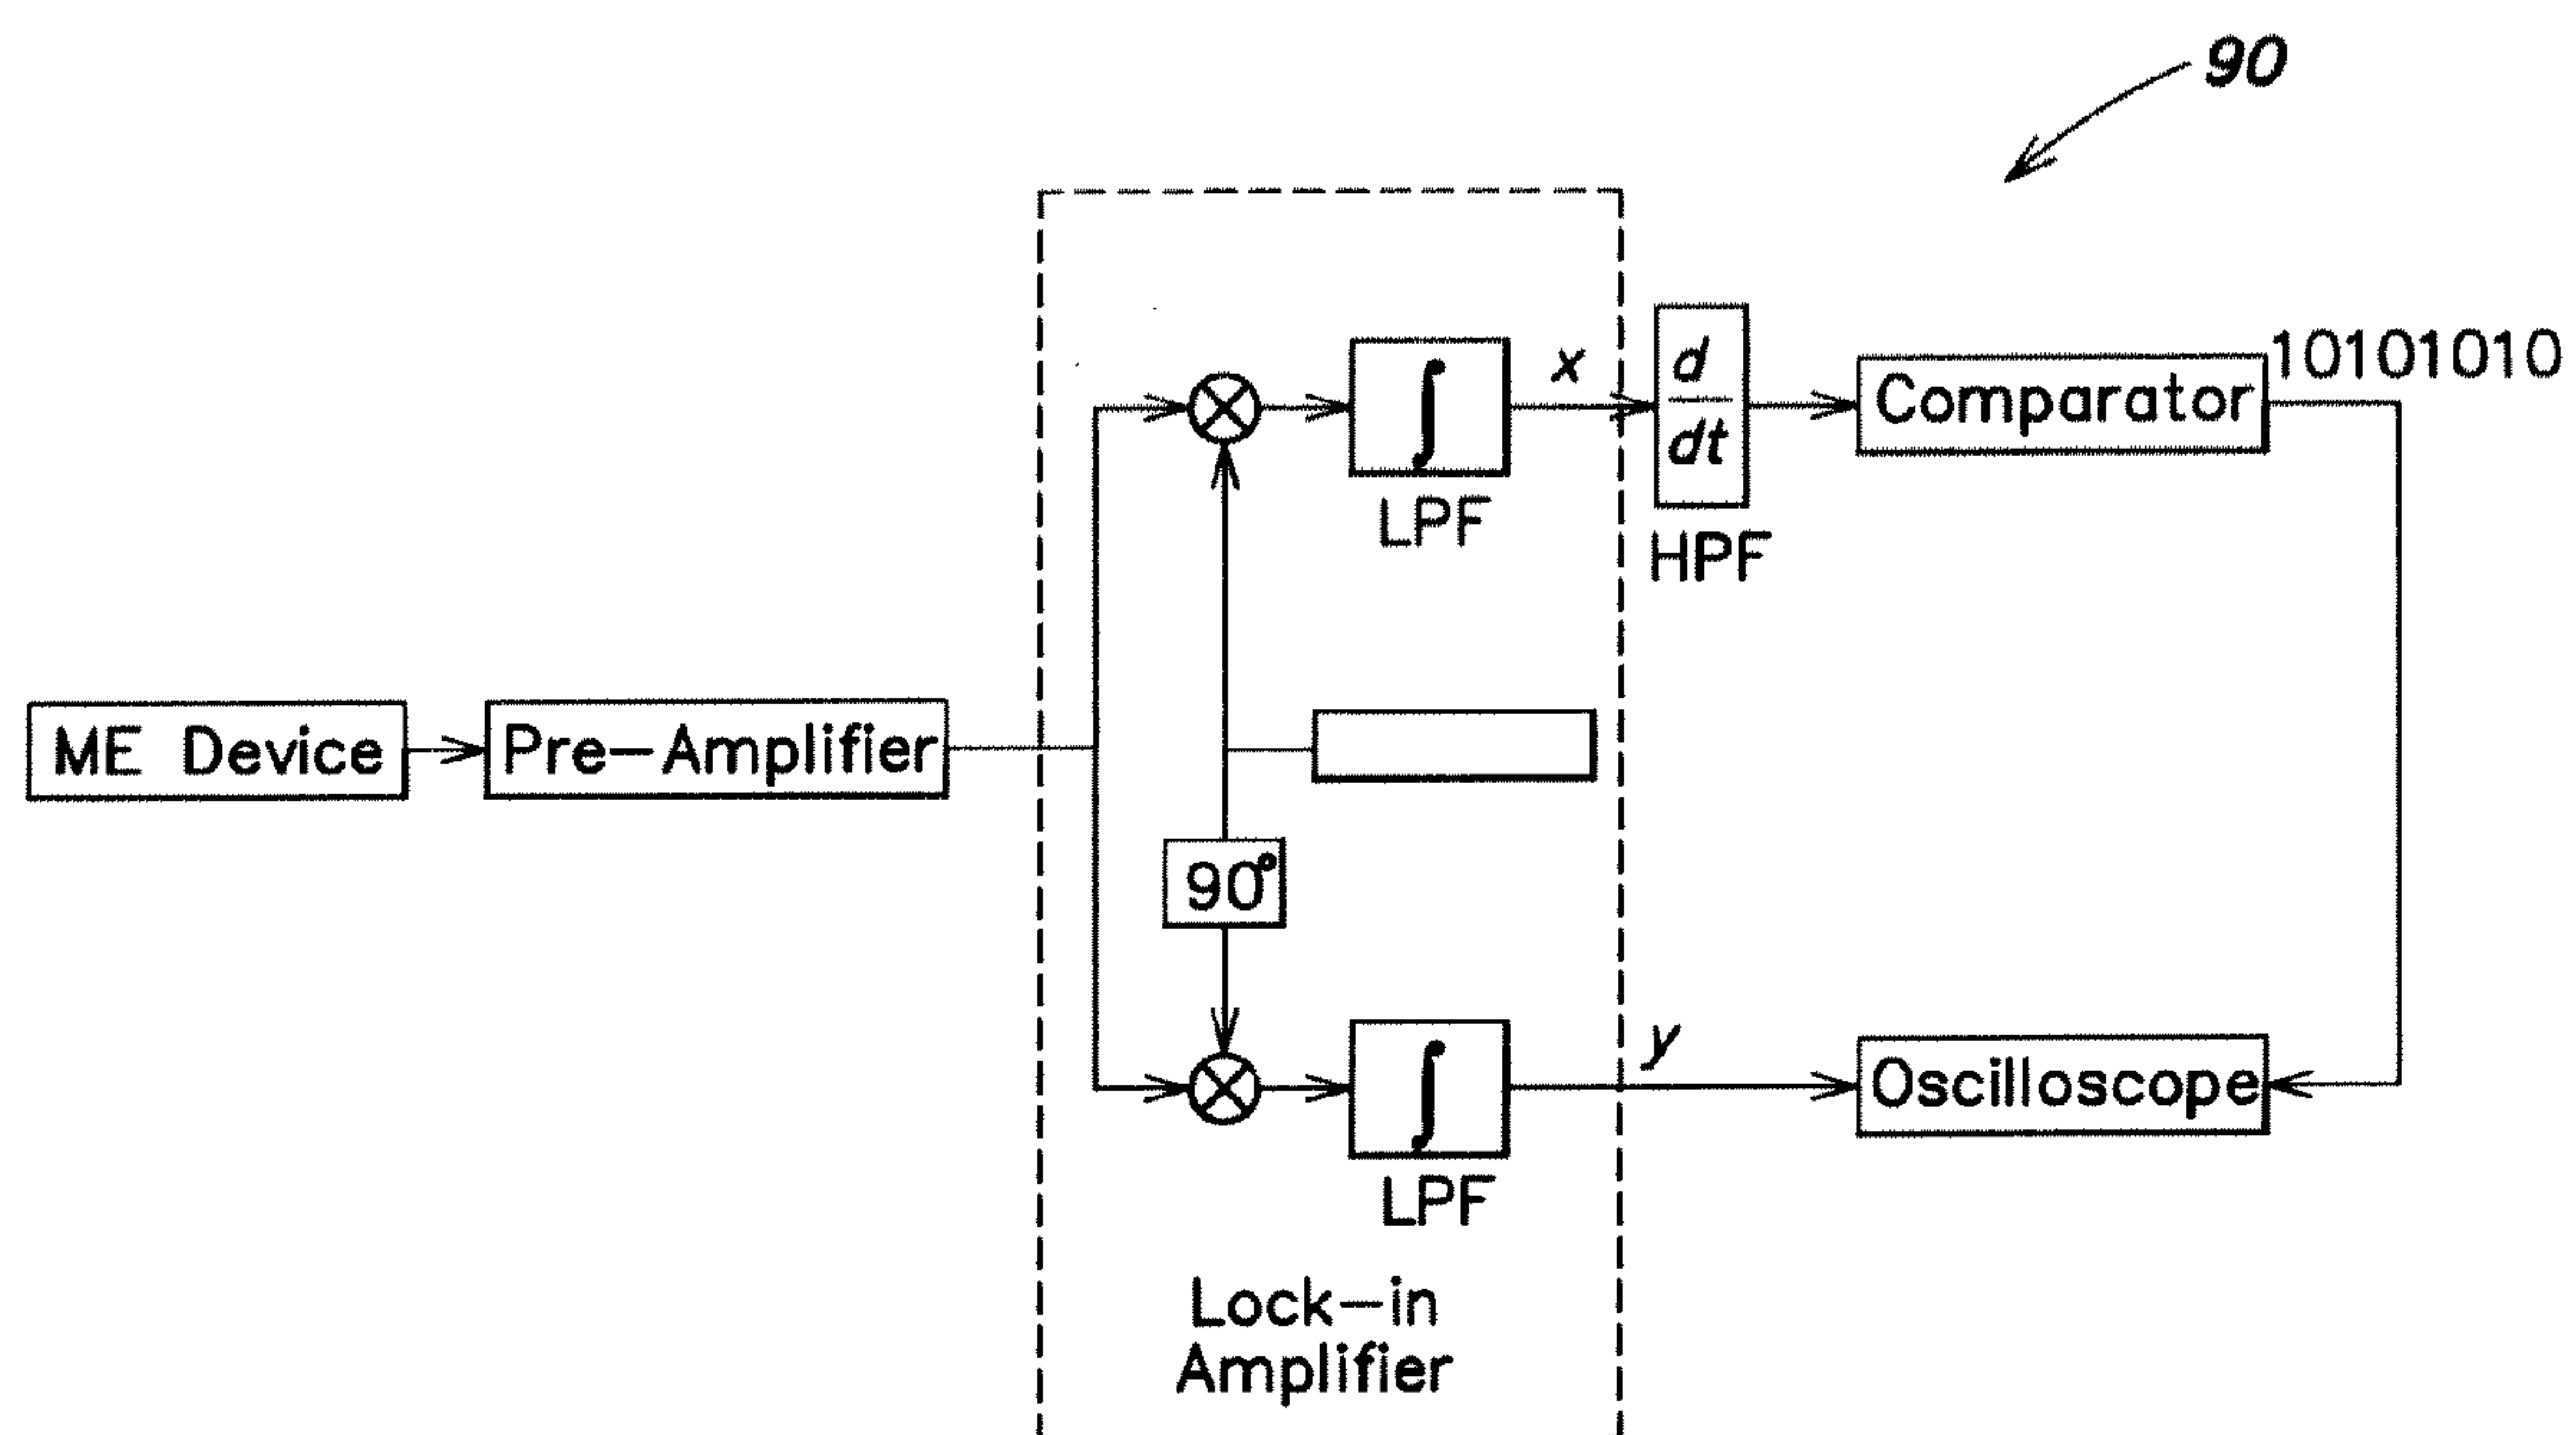 90
x
d
dt
Comparator
10101010
∫
LPF
HPF
ME Device
Pre-Amplifier
90°
y
∫
Oscilloscope
LPF
Lock-in
Amplifier